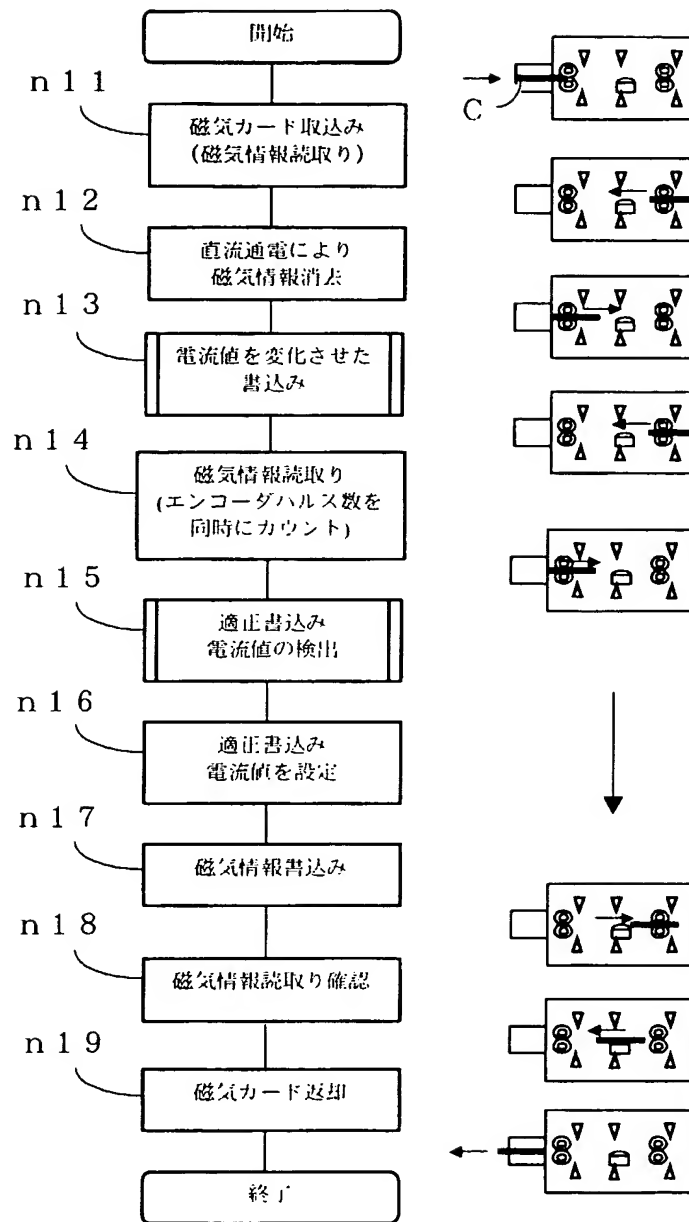 開始
n11
磁気カード取込み
(磁気情報読取り)
C
n12
直流通電により
磁気情報消去
n13
電流値を変化させた
書込み
n14
磁気情報読取り
(エンコーダパルス数を
同時にカウント)
n15
適正書込み
電流値の検出
n16
適正書込み
電流値を設定
n17
磁気情報書込み
n18
磁気情報読取り確認
n19
磁気カード返却
終了